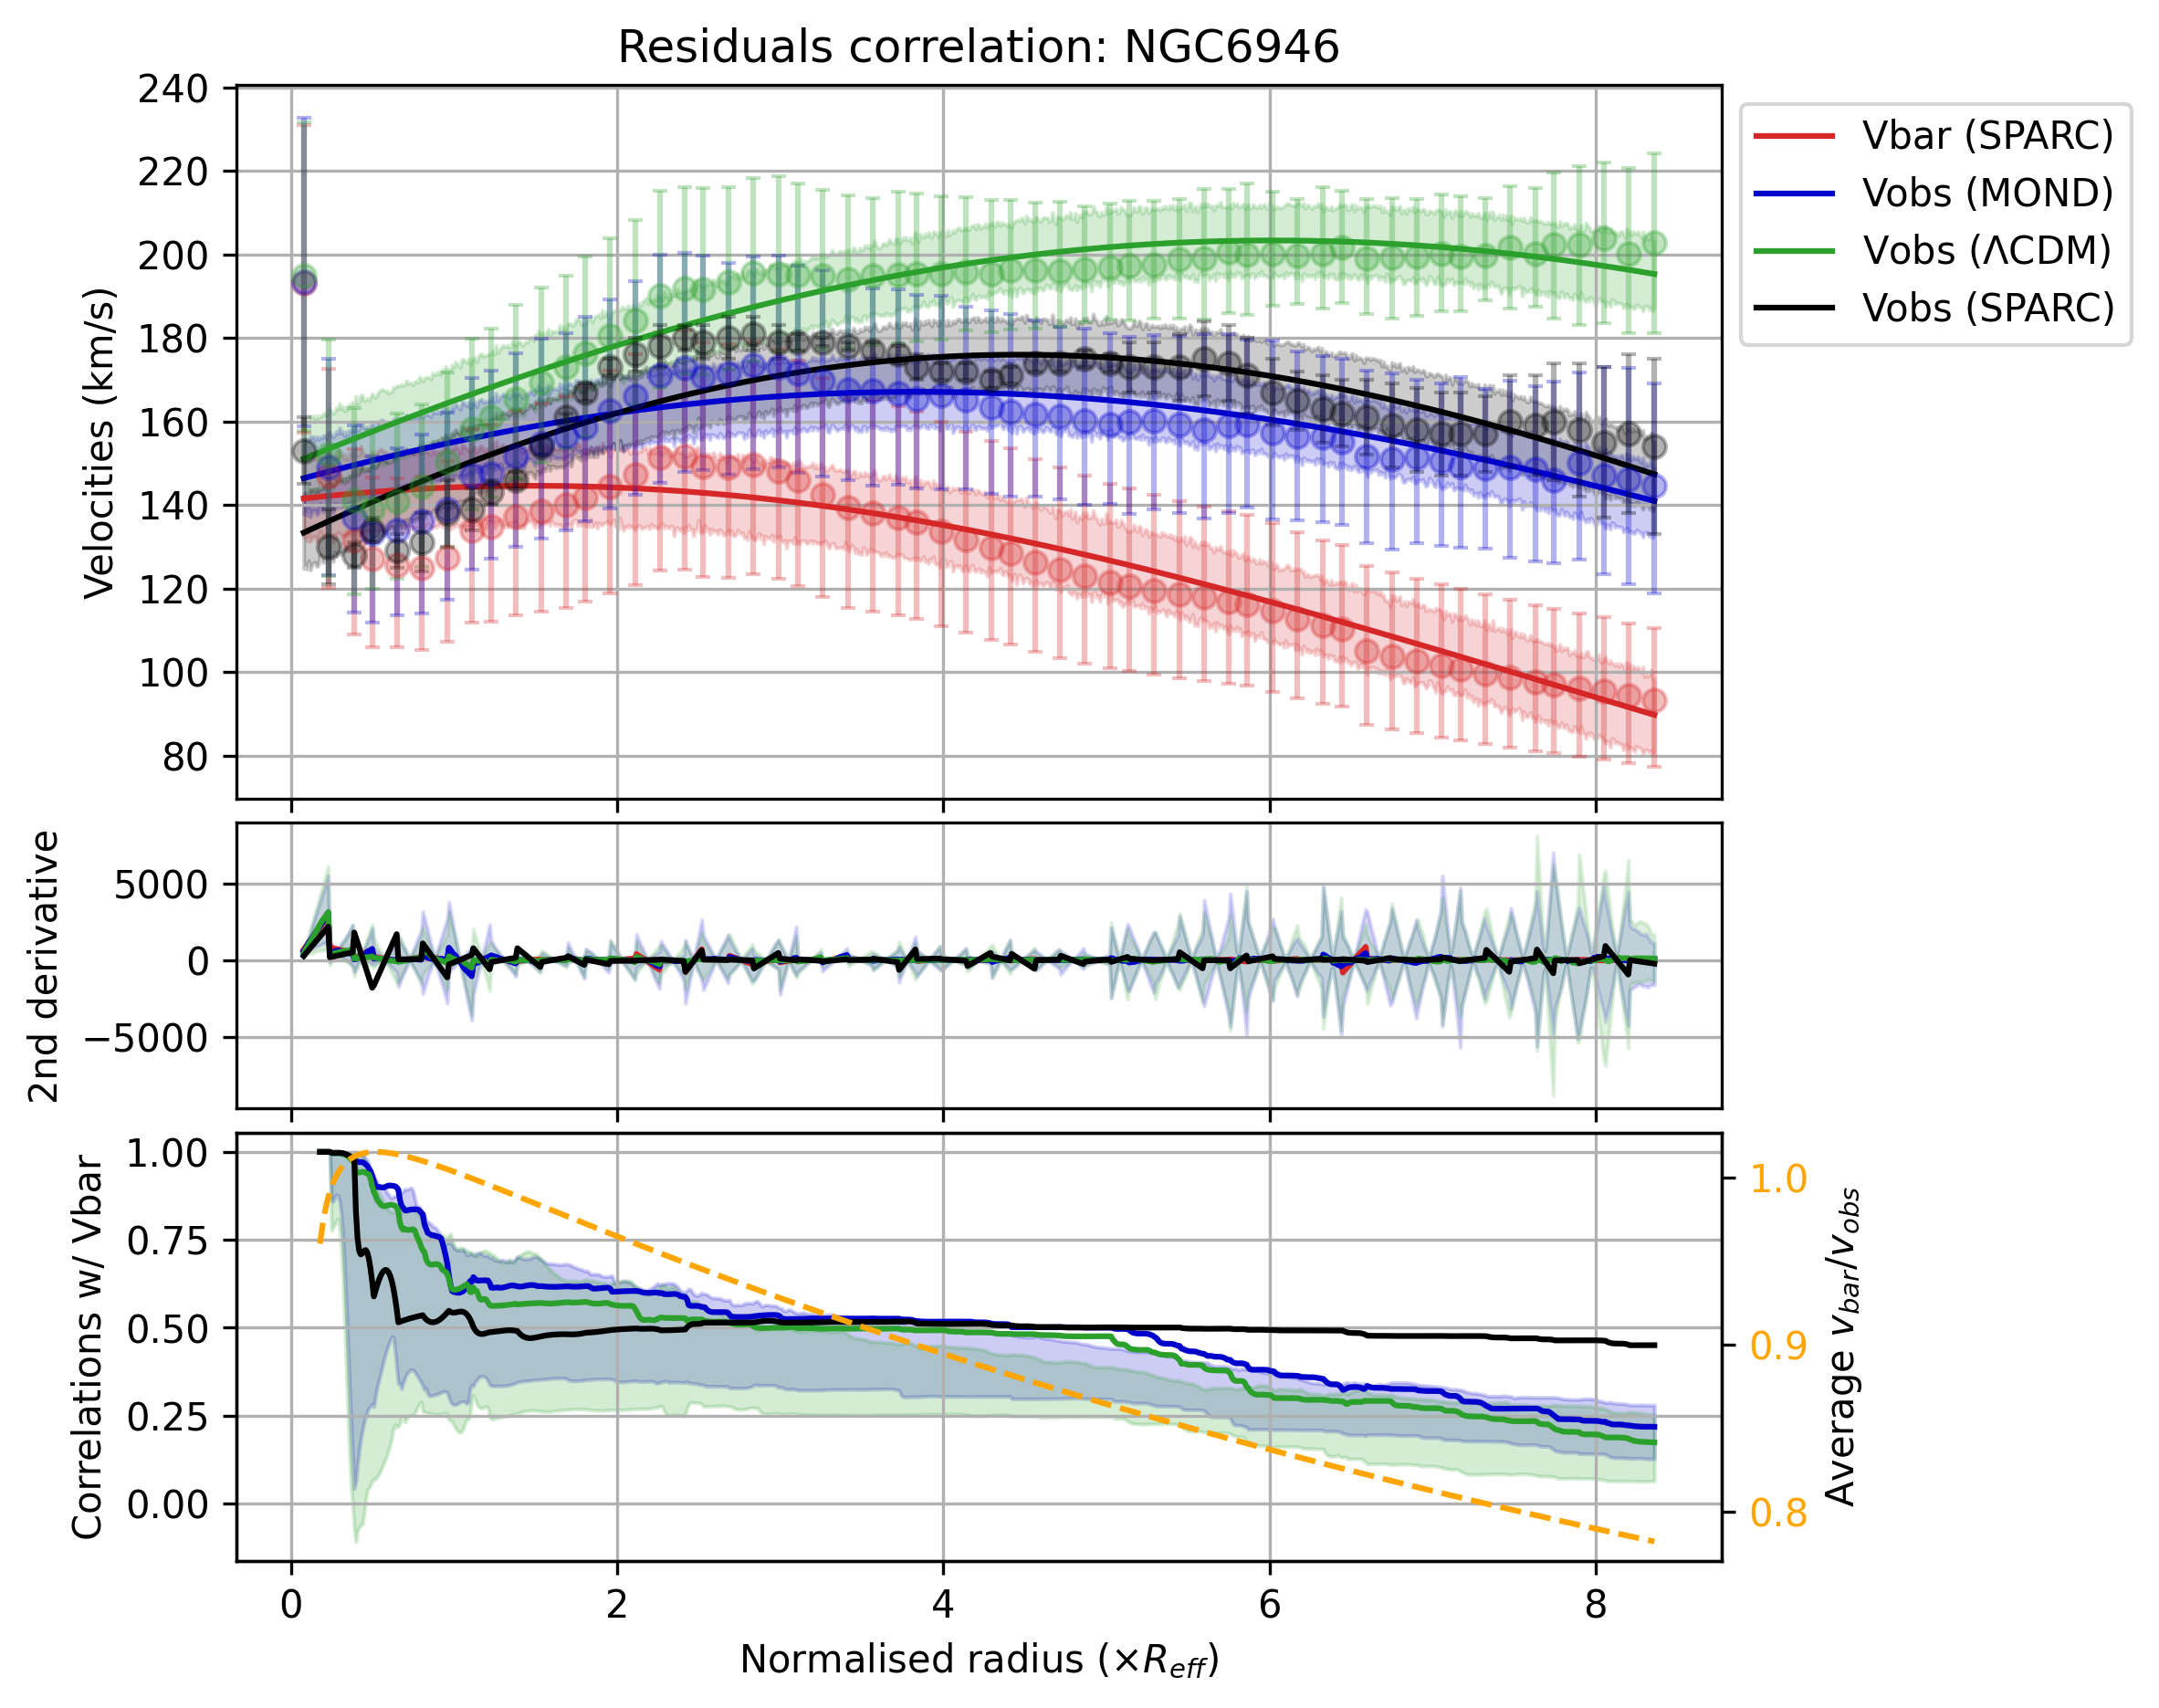 Residuals correlation: NGC6946
240
220
200
180
160
140
120
100
80
Velocities (km/s)
Vbar (SPARC)
Vobs (MOND)
Vobs (ΛCDM)
Vobs (SPARC)
5000
0
−5000
2nd derivative
1.00
0.75
0.50
0.25
0.00
Correlations w/ Vbar
1.0
0.9
0.8
Average v_bar/v_obs
0 2 4 6 8
Normalised radius (×R_eff)